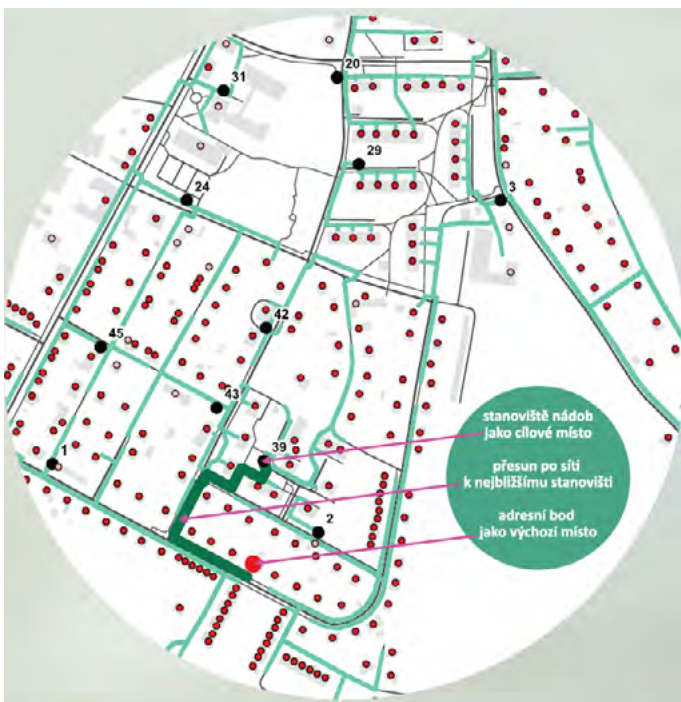 20
31
29
24
3
42
45
43
39
1
2
stanoviště nádob
jako cílové místo
přesun po síti
k nejbližšímu stanovišti
adresní bod
jako výchozí místo